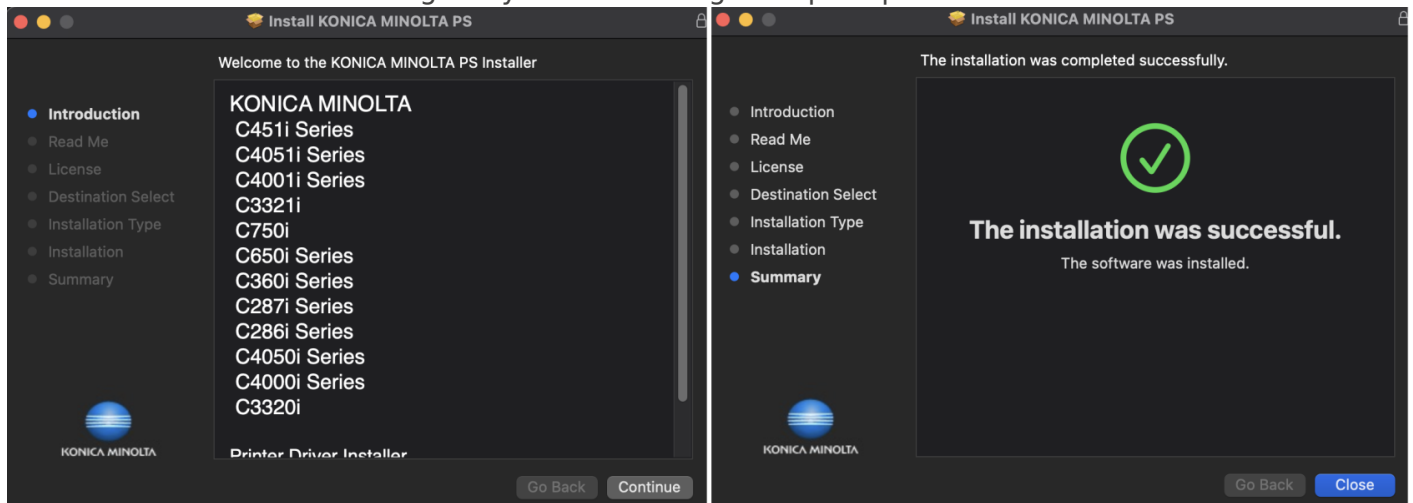 Install KONICA MINOLTA PS
Welcome to the KONICA MINOLTA PS Installer
Introduction
Read Me
License
Destination Select
Installation Type
Installation
Summary
KONICA MINOLTA
C451i Series
C4051i Series
C4001i Series
C3321i
C750i
C650i Series
C360i Series
C287i Series
C286i Series
C4050i Series
C4000i Series
C3320i
Printer Driver Installer
KONICA MINOLTA
Go Back
Continue
Install KONICA MINOLTA PS
The installation was completed successfully.
Introduction
Read Me
License
Destination Select
Installation Type
Installation
Summary
The installation was successful.
The software was installed.
KONICA MINOLTA
Go Back
Close